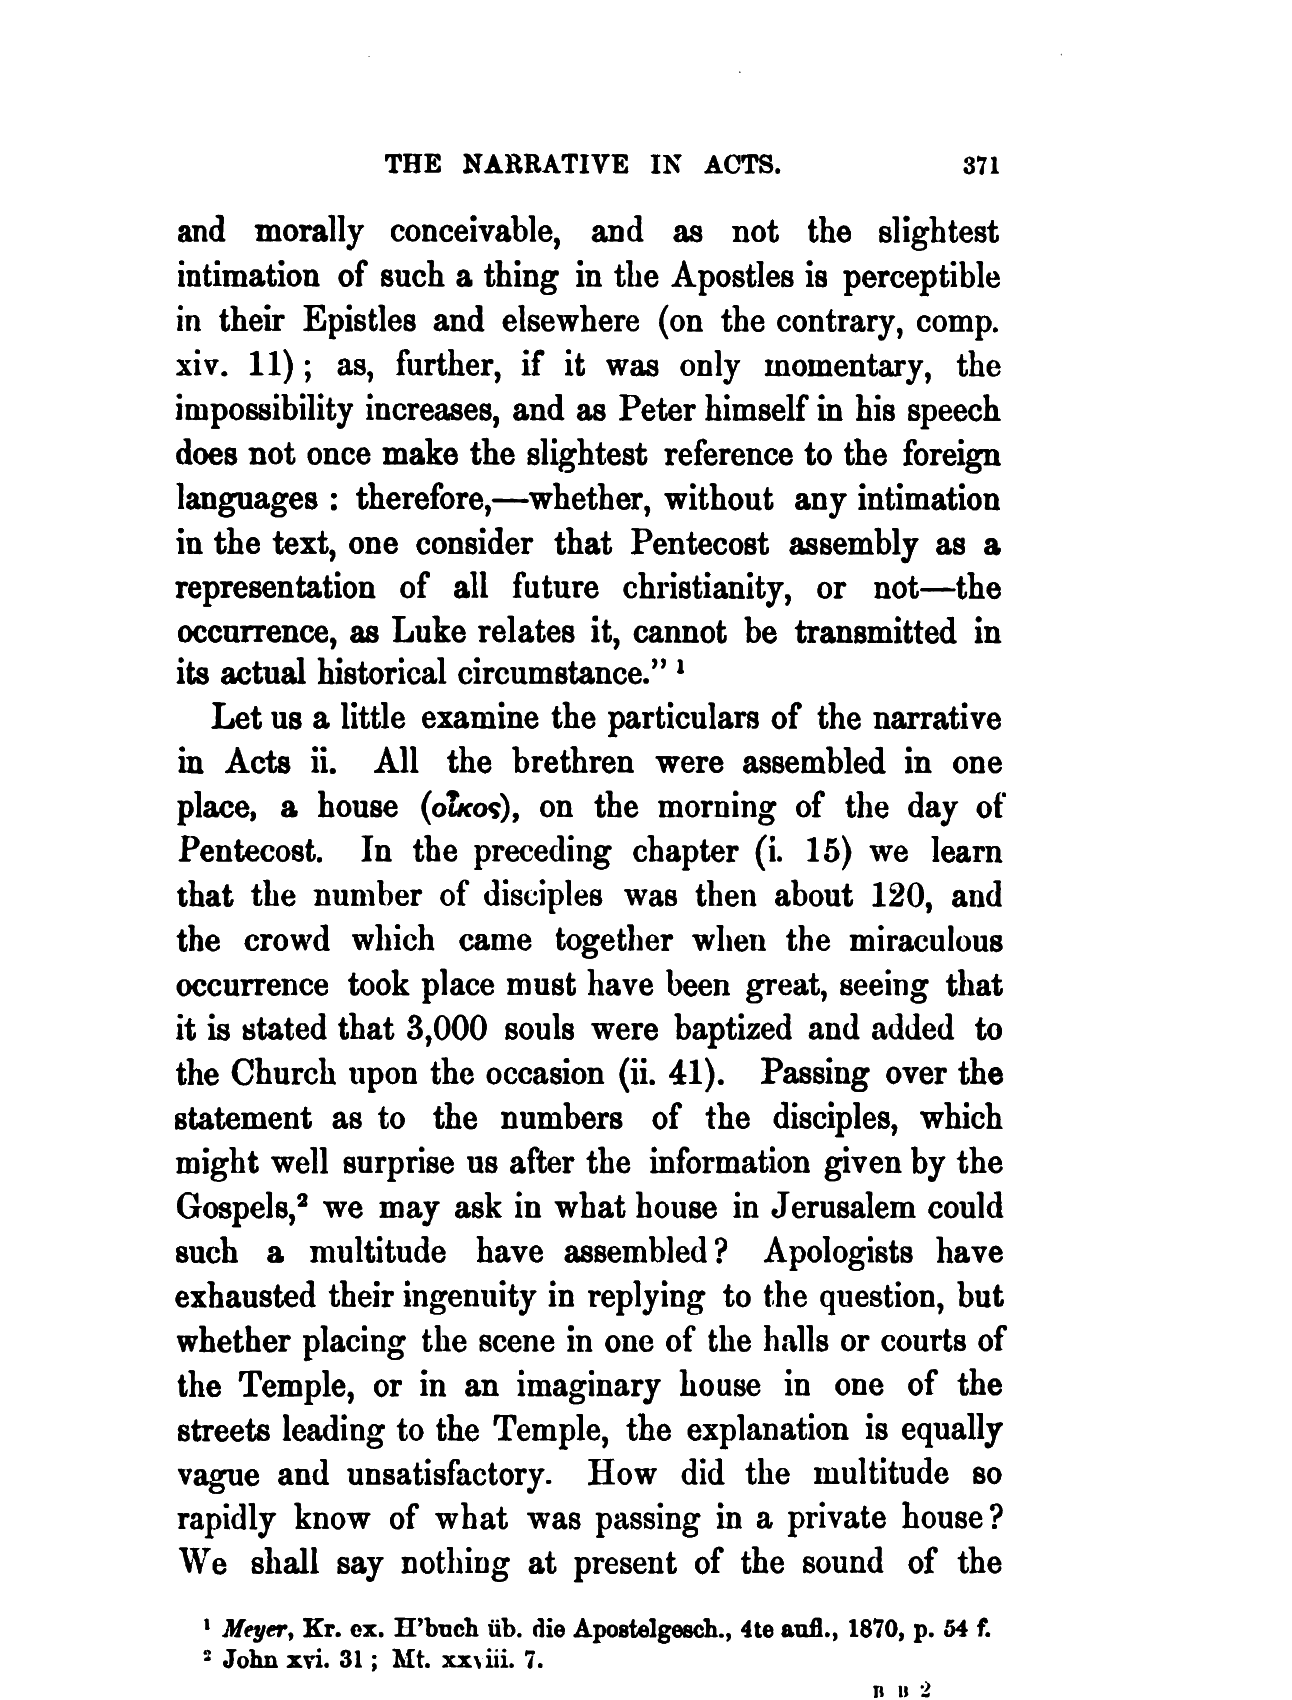 THE NARRATIVE IN ACTS. 371
and morally conceivable, and as not the slightest
intimation of such a thing in the Apostles is perceptible
in their Epistles and elsewhere (on the contrary, comp.
xiv. 11) ; as, further, if it was only momentary, the
impossibility increases, and as Peter himself in his speech
does not once make the slightest reference to the foreign
languages : therefore,—whether, without any intimation
in the text, one consider that Pentecost assembly as a
representation of all future christianity, or not—the
occurrence, as Luke relates it, cannot be transmitted in
its actual historical circumstance.” ¹
Let us a little examine the particulars of the narrative
in Acts ii. All the brethren were assembled in one
place, a house (οἶκος), on the morning of the day of
Pentecost. In the preceding chapter (i. 15) we learn
that the number of disciples was then about 120, and
the crowd which came together when the miraculous
occurrence took place must have been great, seeing that
it is stated that 3,000 souls were baptized and added to
the Church upon the occasion (ii. 41). Passing over the
statement as to the numbers of the disciples, which
might well surprise us after the information given by the
Gospels,² we may ask in what house in Jerusalem could
such a multitude have assembled? Apologists have
exhausted their ingenuity in replying to the question, but
whether placing the scene in one of the halls or courts of
the Temple, or in an imaginary house in one of the
streets leading to the Temple, the explanation is equally
vague and unsatisfactory. How did the multitude so
rapidly know of what was passing in a private house?
We shall say nothing at present of the sound of the
¹ Meyer, Kr. ex. H’buch üb. die Apostelgesch., 4te aufl., 1870, p. 54 f.
² John xvi. 31 ; Mt. xxviii. 7.
B B 2